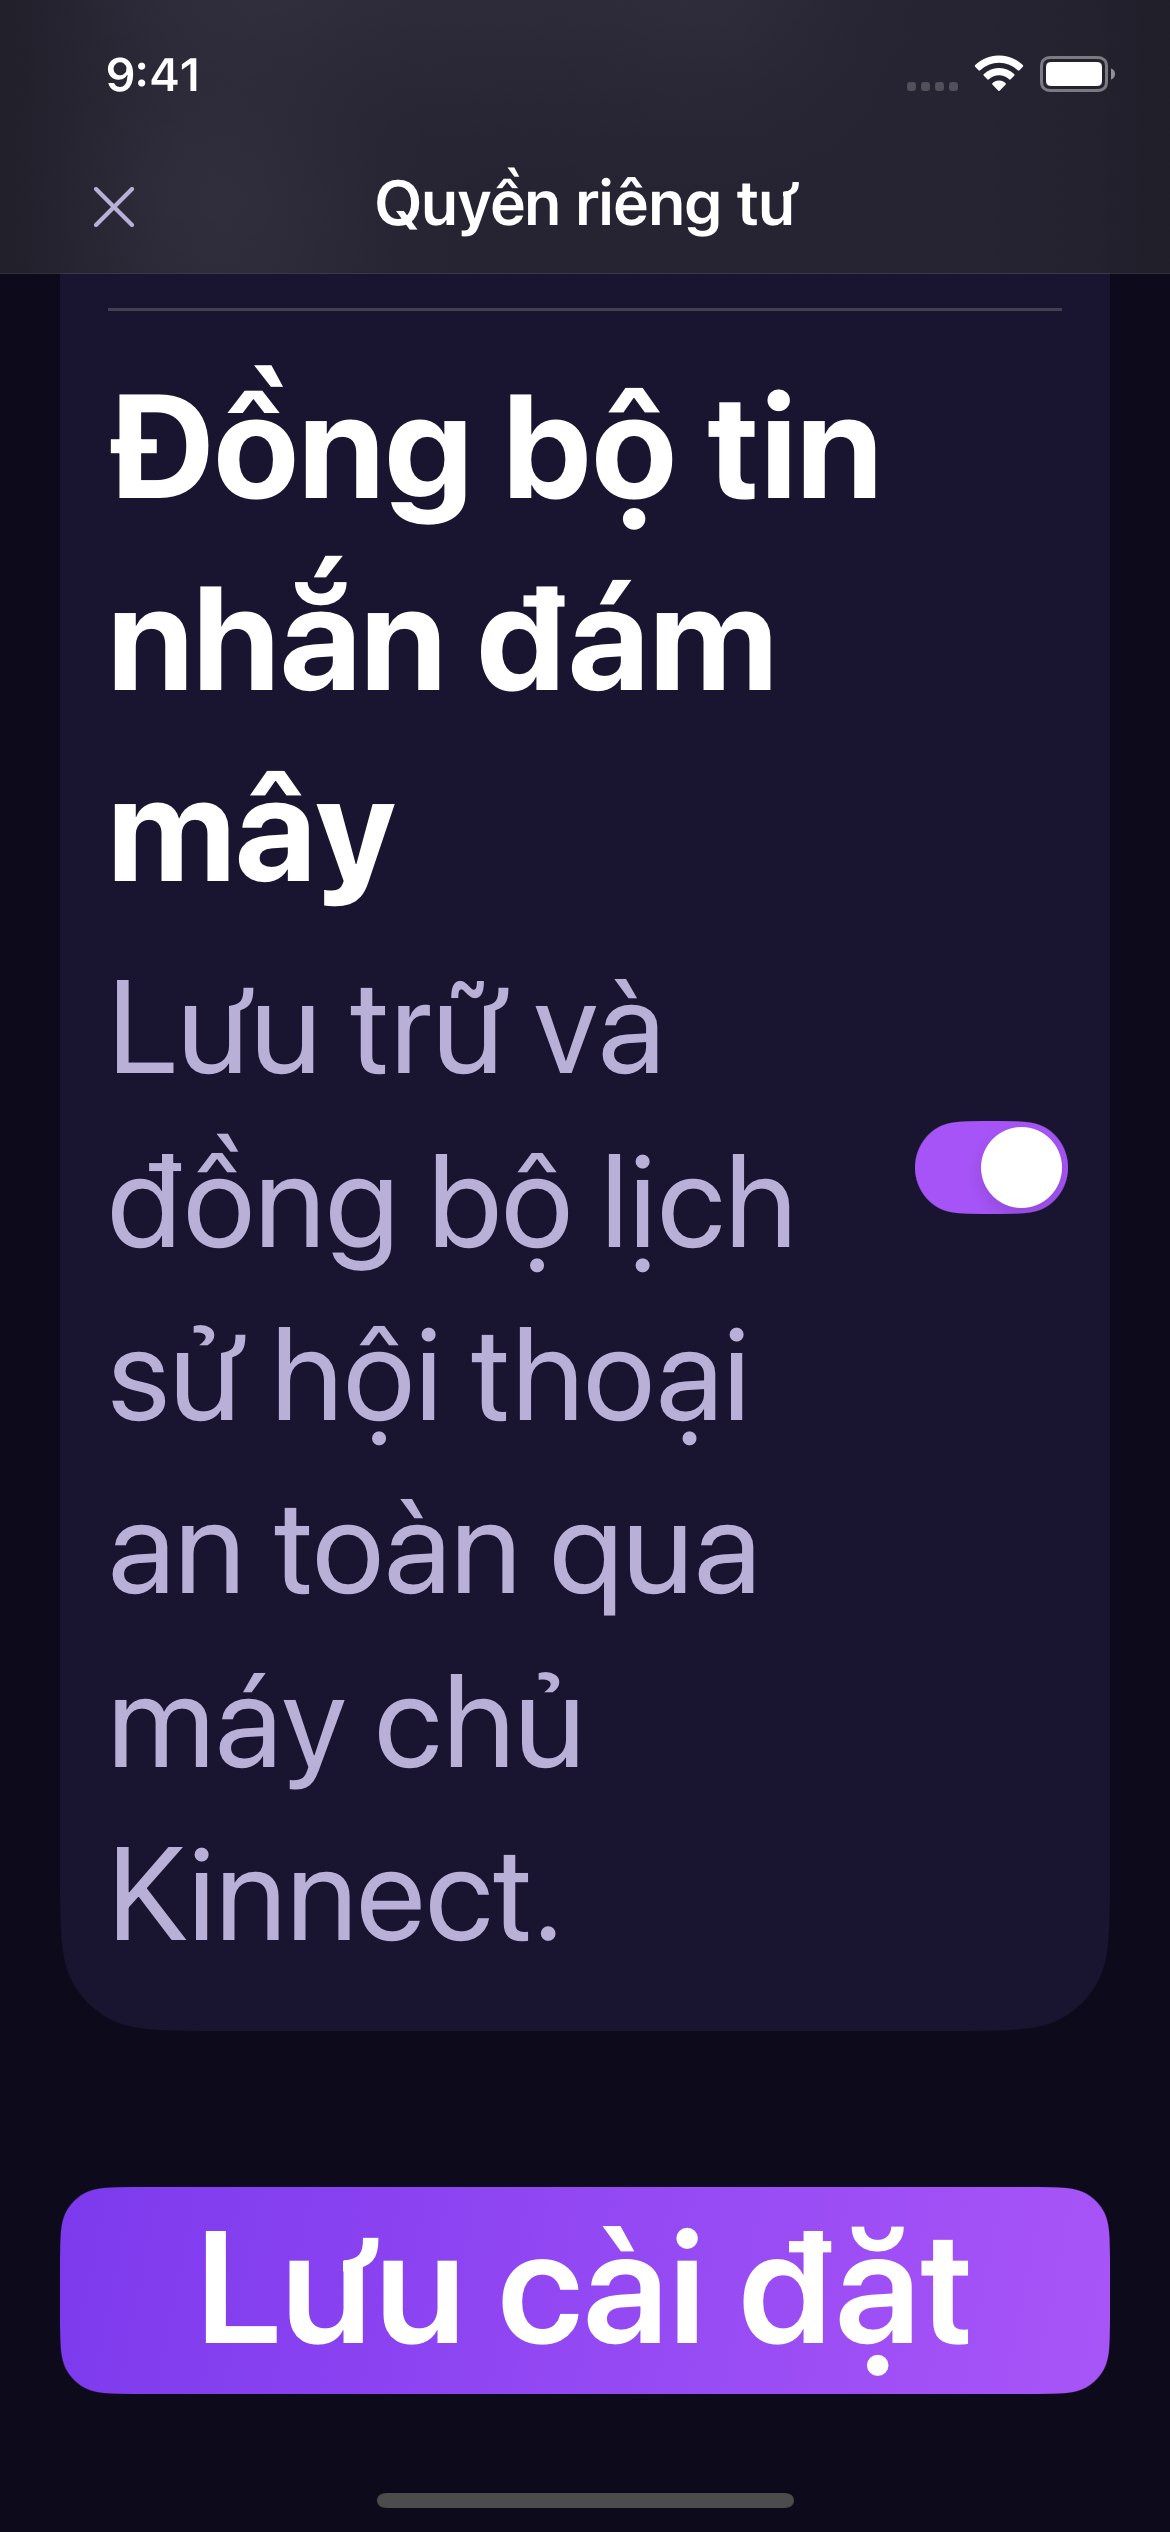 9:41
Quyền riêng tư
Đồng bộ tin
nhắn đám
mây
Lưu trữ và
đồng bộ lịch
sử hội thoại
an toàn qua
máy chủ
Kinnect.
Lưu cài đặt